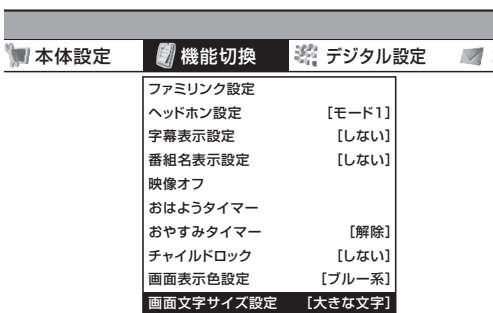 本体設定 機能切換 デジタル設定
ファミリンク設定
ヘッドホン設定 [モード1]
字幕表示設定 [しない]
番組名表示設定 [しない]
映像オフ
おはようタイマー
おやすみタイマー [解除]
チャイルドロック [しない]
画面表示色設定 [ブルー系]
画面文字サイズ設定 [大きな文字]